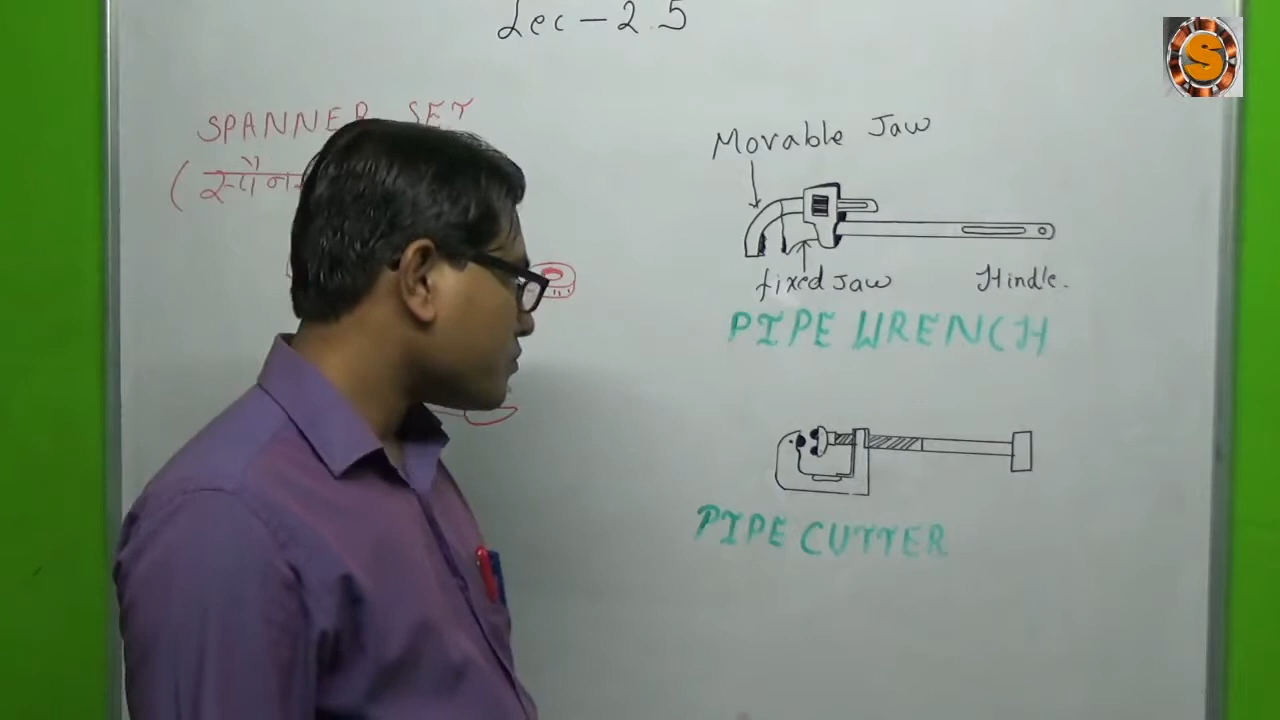 Lec - 2.5
SPANNER SET
Movable Jaw
fixed Jaw
Hindle.
PIPE WRENCH
PIPE CUTTER
S